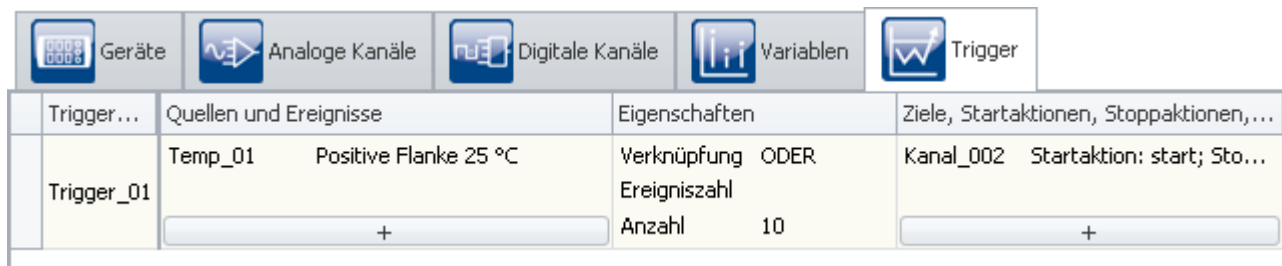 Geräte Analoge Kanäle Digitale Kanäle Variablen Trigger
Trigger... Quellen und Ereignisse Eigenschaften Ziele, Startaktionen, Stoppaktionen,...
Temp_01 Positive Flanke 25 °C Verknüpfung ODER Kanal_002 Startaktion: start; Sto...
Trigger_01 Ereigniszahl
+ Anzahl 10 +